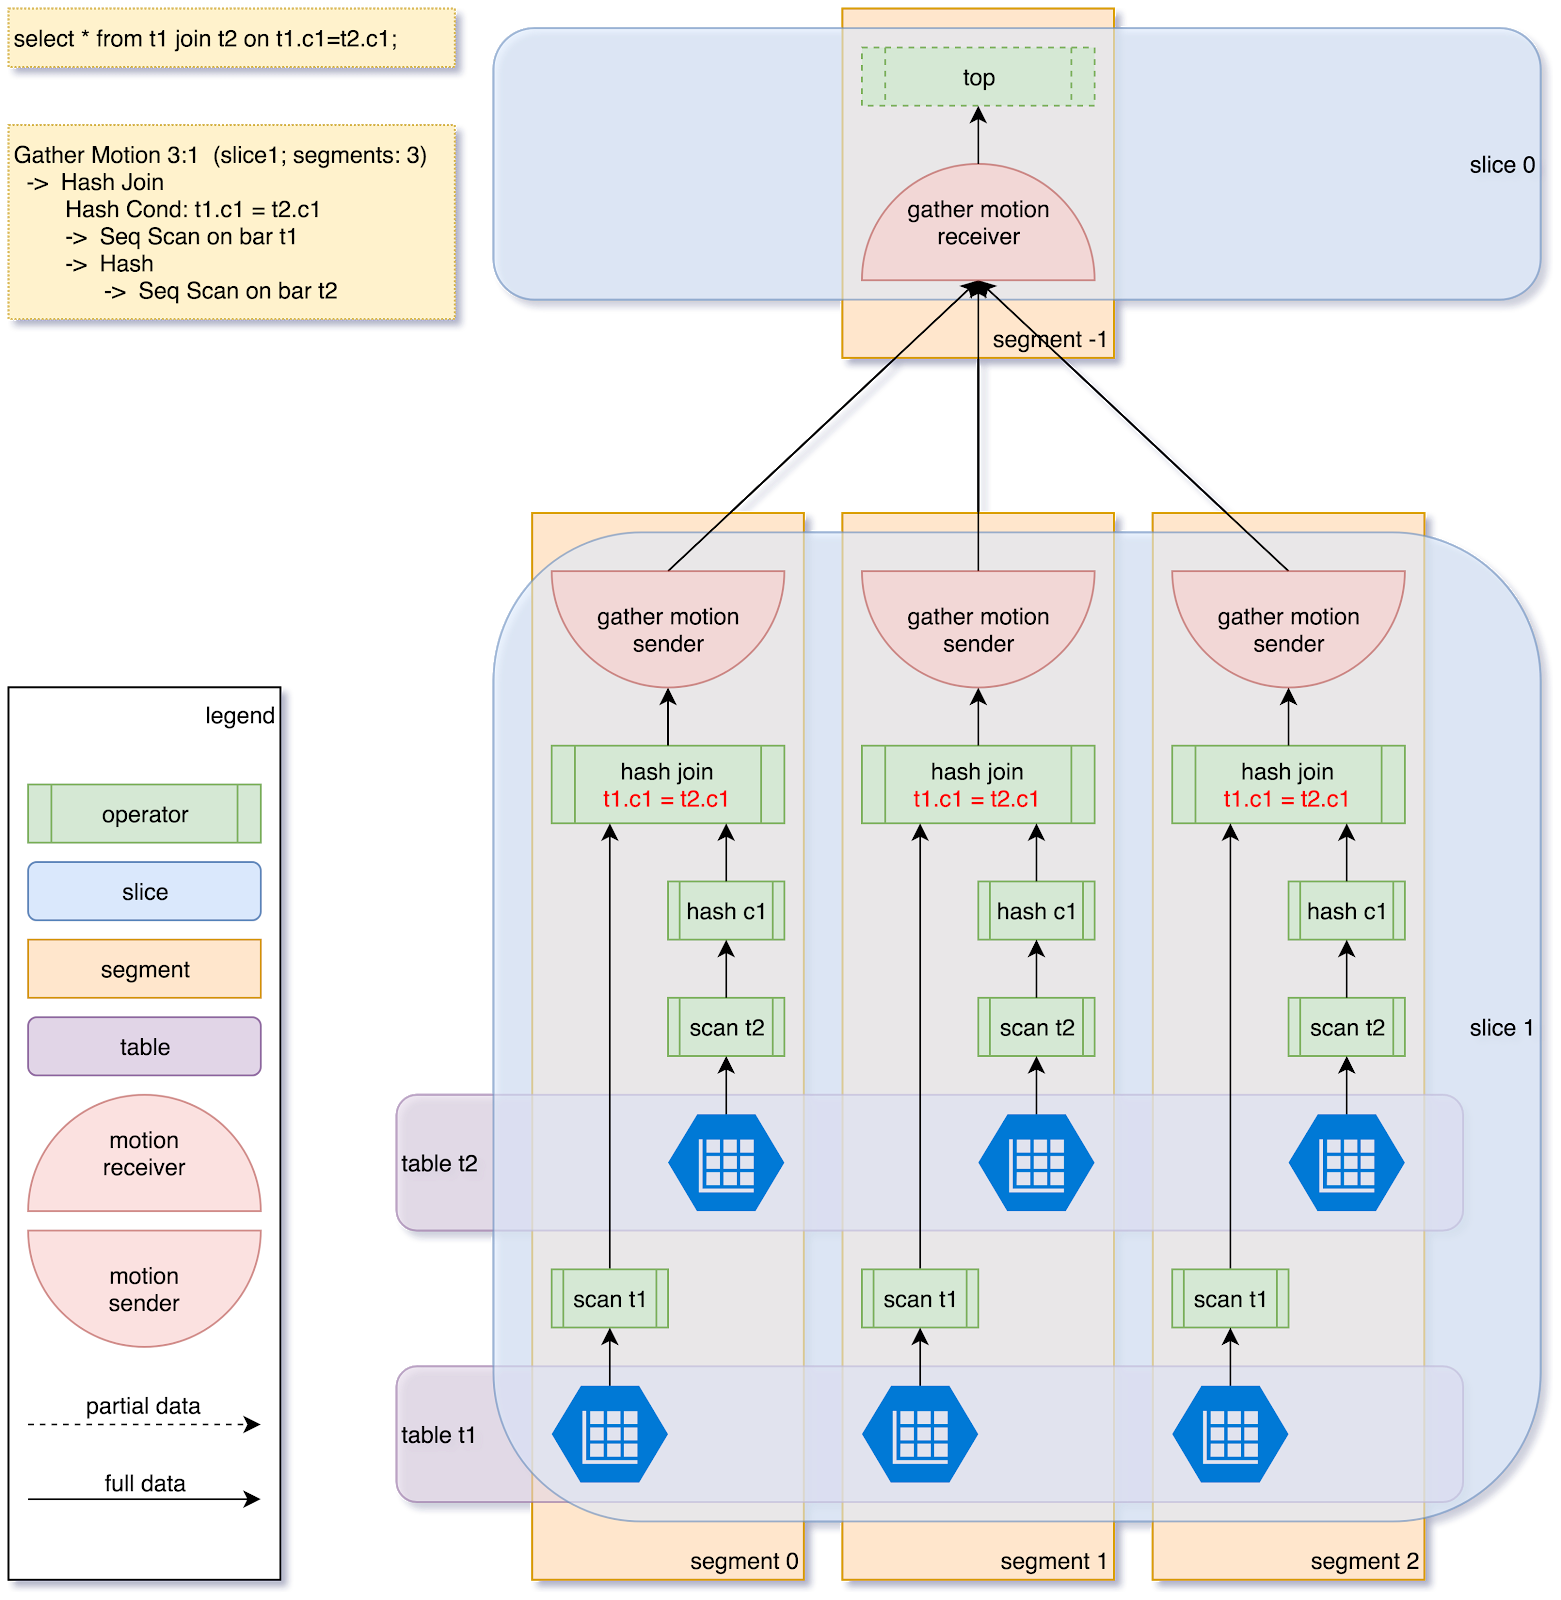 select * from t1 join t2 on t1.c1=t2.c1;
Gather Motion 3:1  (slice1; segments: 3)
  ->  Hash Join
        Hash Cond: t1.c1 = t2.c1
        ->  Seq Scan on bar t1
        ->  Hash
              ->  Seq Scan on bar t2
top
gather motion
receiver
slice 0
segment -1
gather motion
sender
gather motion
sender
gather motion
sender
hash join
t1.c1 = t2.c1
hash join
t1.c1 = t2.c1
hash join
t1.c1 = t2.c1
hash c1
hash c1
hash c1
scan t2
scan t2
scan t2
slice 1
table t2
scan t1
scan t1
scan t1
table t1
segment 0
segment 1
segment 2
legend
operator
slice
segment
table
motion
receiver
motion
sender
partial data
full data